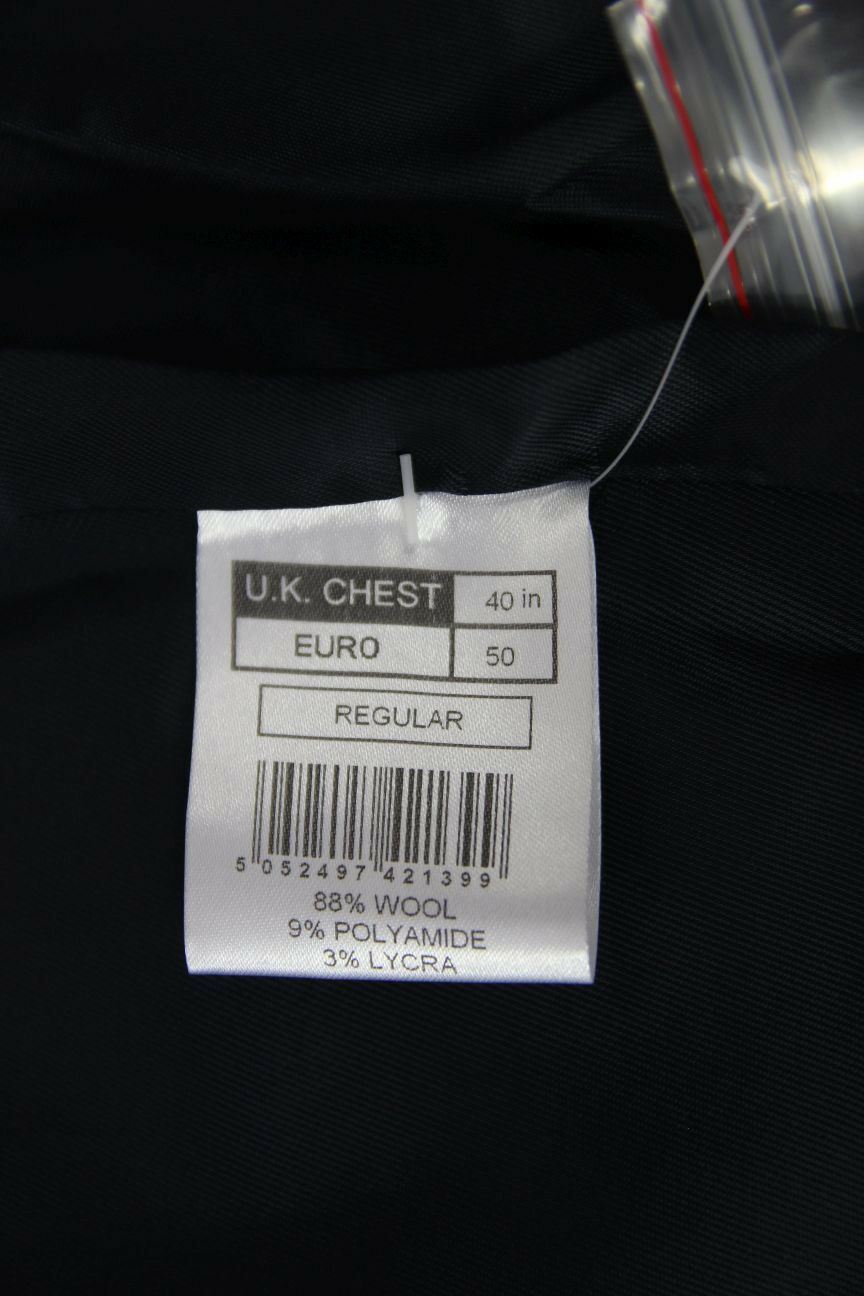 U.K. CHEST 40 in
EURO 50
REGULAR
5 052497 421399
88% WOOL
9% POLYAMIDE
3% LYCRA